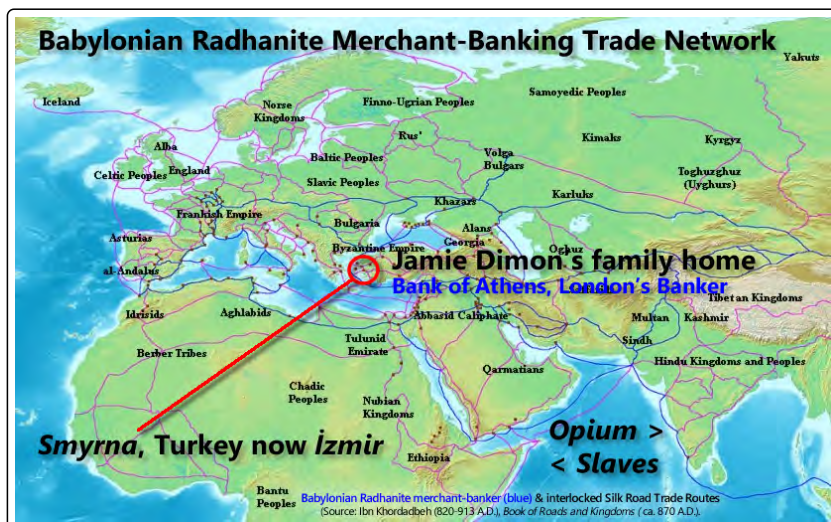 Babylonian Radhanite Merchant-Banking Trade Network
Yakuts
Iceland
Norse
Kingdoms
Finno-Ugrian Peoples
Samoyedic Peoples
Alba
Rus'
Kimaks
Kyrgyz
Celtic Peoples
England
Baltic Peoples
Volga
Bulgars
Toghuzghuz
(Uyghurs)
Slavic Peoples
Karluks
Khazars
Frankish Empire
Bulgaria
Alans
Asturias
Byzantine Empire
Georgia
Oghuz
Jamie Dimon's family home
al-Andalus
Bank of Athens, London's Banker
Tibetan Kingdoms
Idrisids
Aghlabids
Abbasid Caliphate
Multan
Kashmir
Tulunid
Emirate
Sindh
Berber Tribes
Qarmatians
Hindu Kingdoms and Peoples
Chadic
Peoples
Nubian
Kingdoms
Smyrna, Turkey now İzmir
Opium >
< Slaves
Ethiopia
Bantu
Peoples
Babylonian Radhanite merchant-banker (blue) & interlocked Silk Road Trade Routes
(Source: Ibn Khordadbeh (820-913 A.D.), Book of Roads and Kingdoms ( ca. 870 A.D.).